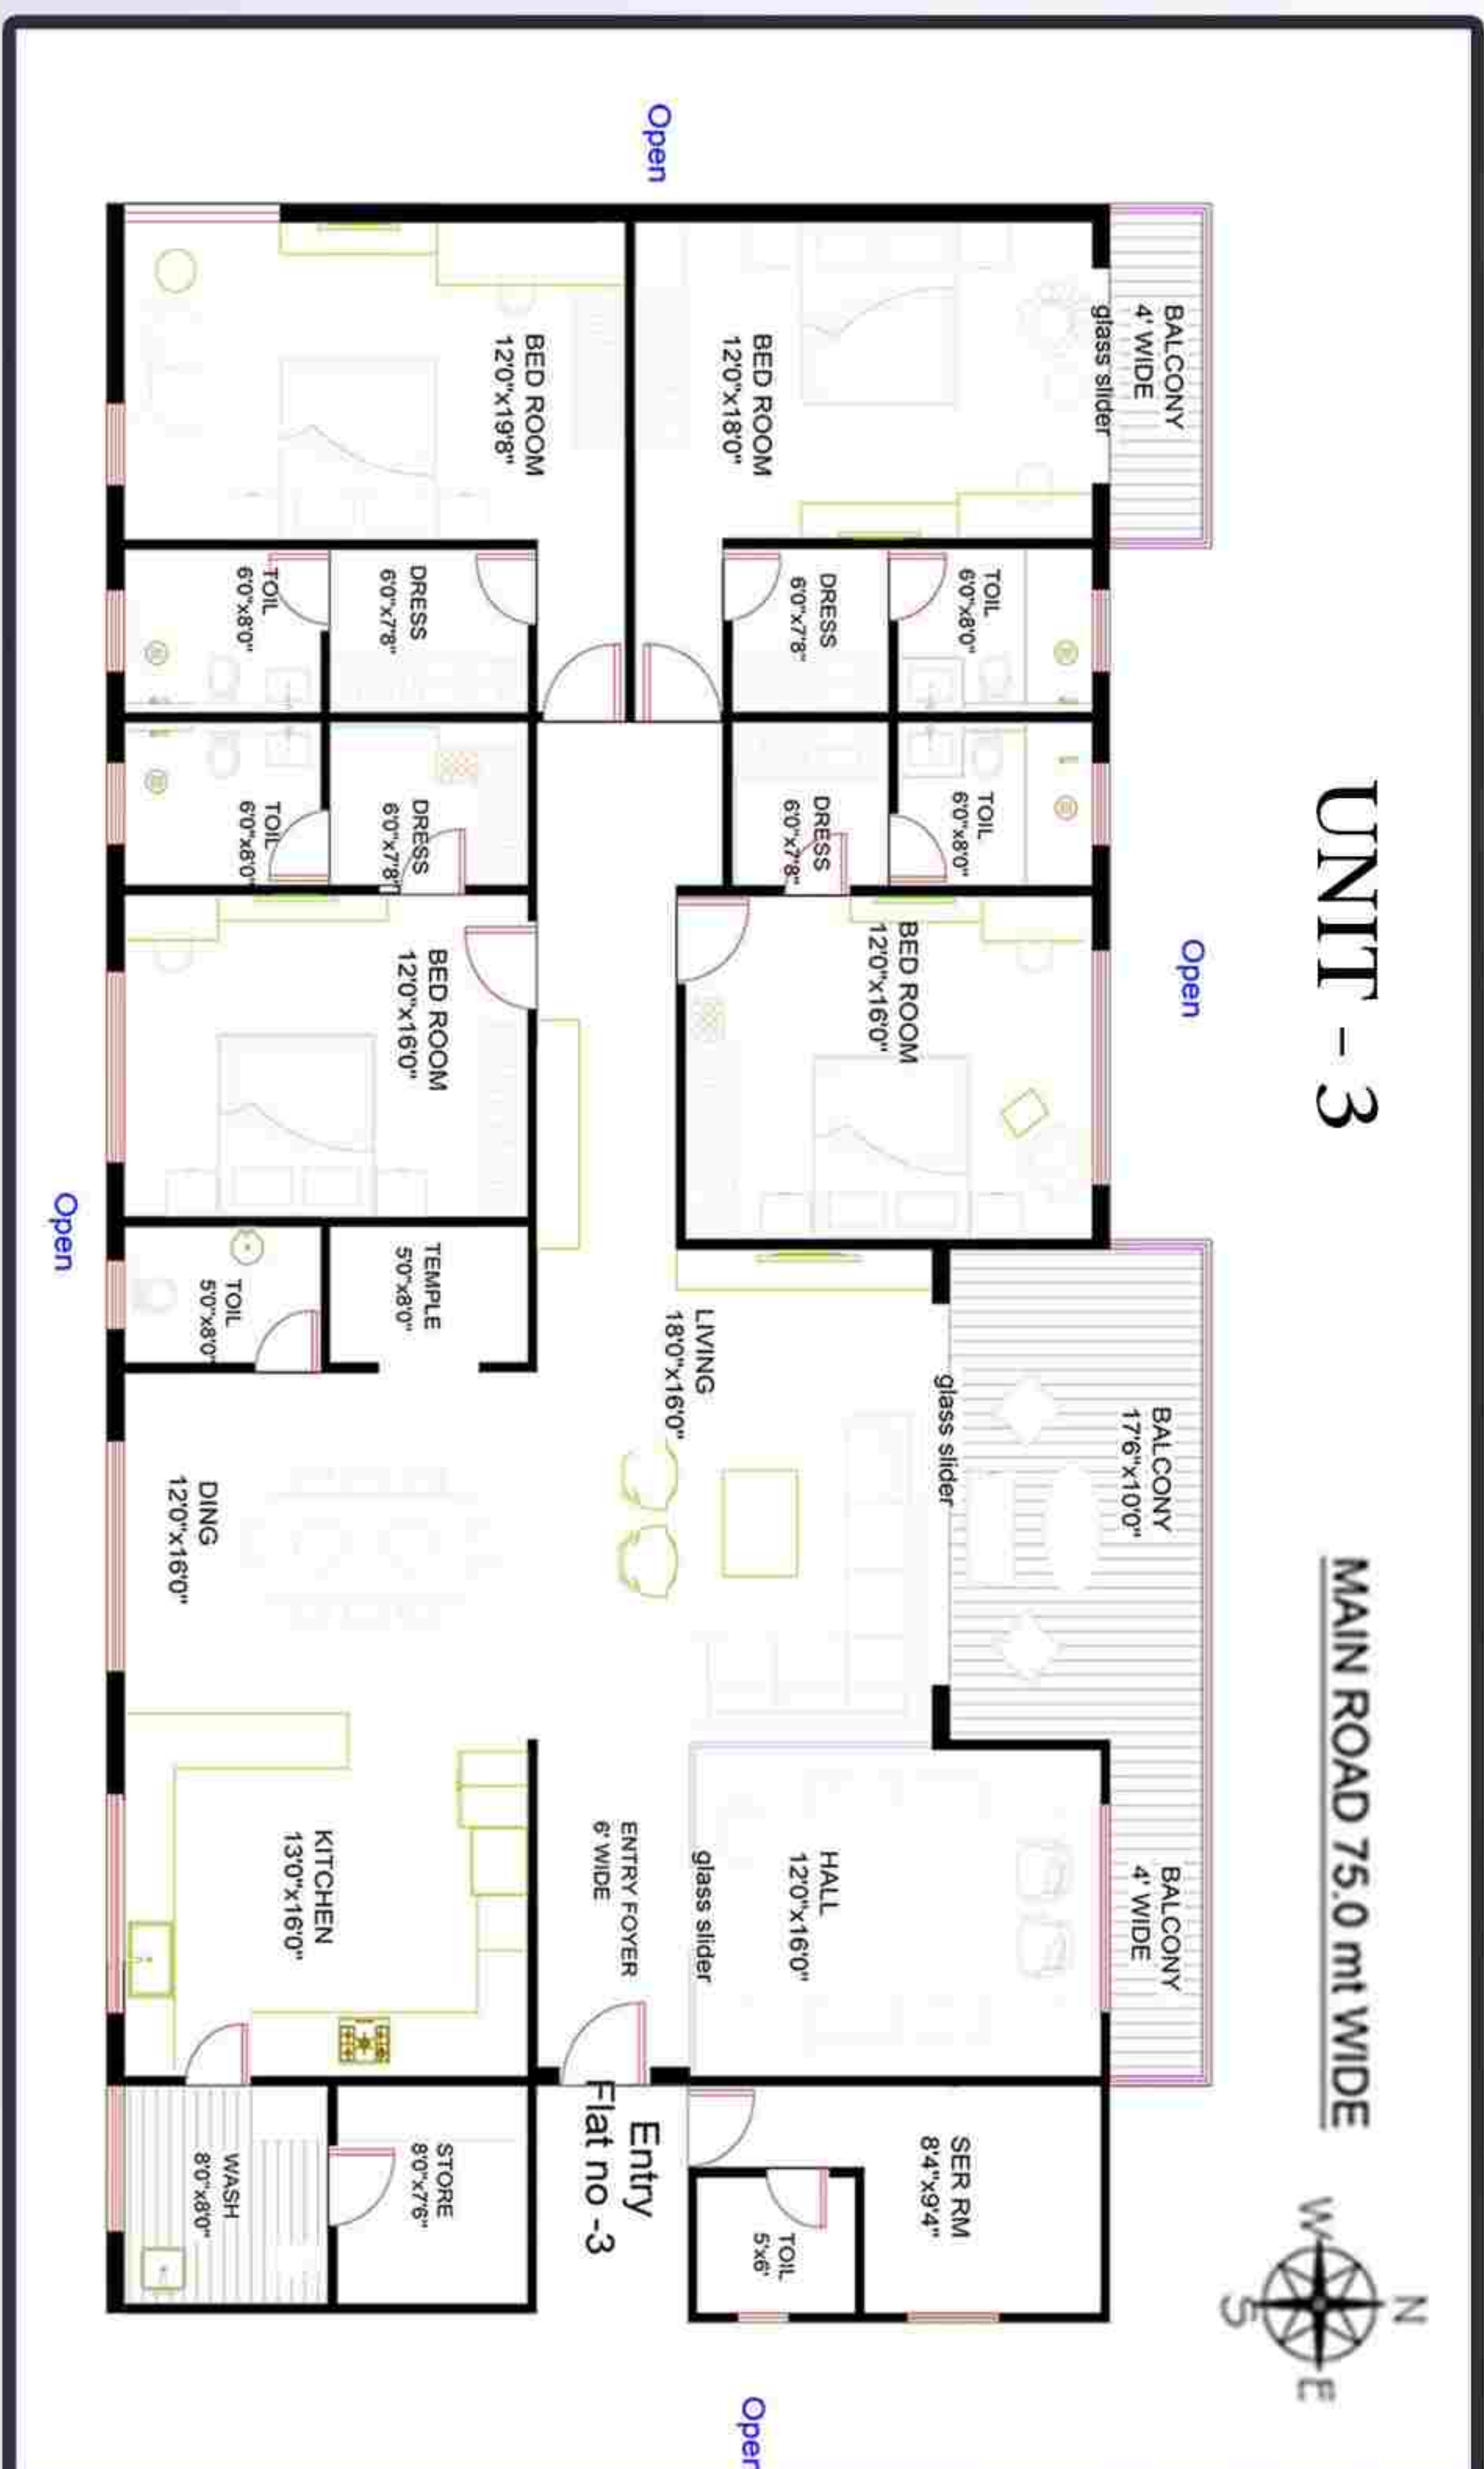 UNIT - 3
MAIN ROAD 75.0 mt WIDE
N
W
E
S
Open
Open
Open
Open
BALCONY
4' WIDE
glass slider
BED ROOM
12'0"x18'0"
BED ROOM
12'0"x19'8"
TOIL
6'0"x8'0"
DRESS
6'0"x7'8"
DRESS
6'0"x7'8"
TOIL
6'0"x8'0"
TOIL
6'0"x8'0"
DRESS
6'0"x7'8"
DRESS
6'0"x7'8"
TOIL
6'0"x8'0"
BED ROOM
12'0"x16'0"
BED ROOM
12'0"x16'0"
TEMPLE
5'0"x8'0"
TOIL
5'0"x8'0"
BALCONY
17'6"x10'0"
glass slider
LIVING
18'0"x16'0"
DING
12'0"x16'0"
BALCONY
4' WIDE
HALL
12'0"x16'0"
glass slider
ENTRY FOYER
6' WIDE
KITCHEN
13'0"x16'0"
SER RM
8'4"x9'4"
TOIL
5'x6'
Entry
Flat no -3
STORE
8'0"x7'6"
WASH
8'0"x8'0"